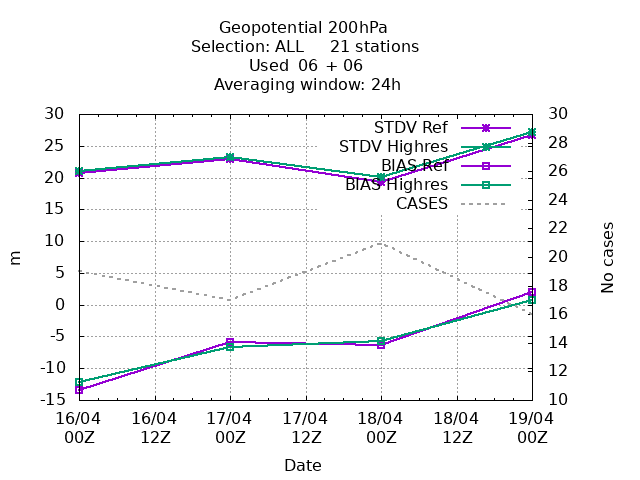 Geopotential 200hPa
Selection: ALL 21 stations
Used 06 + 06
Averaging window: 24h
30 30
STDV Ref
28
25
STDV Highres
BIAS Ref
26
20
BIAS Highres
24
CASES
15
22
10
20
5
m
No cases
18
0
16
-5
14
-10
12
-15 10
16/04 16/04 17/04 17/04 18/04 18/04 19/04
00Z 12Z 00Z 12Z 00Z 12Z 00Z
Date